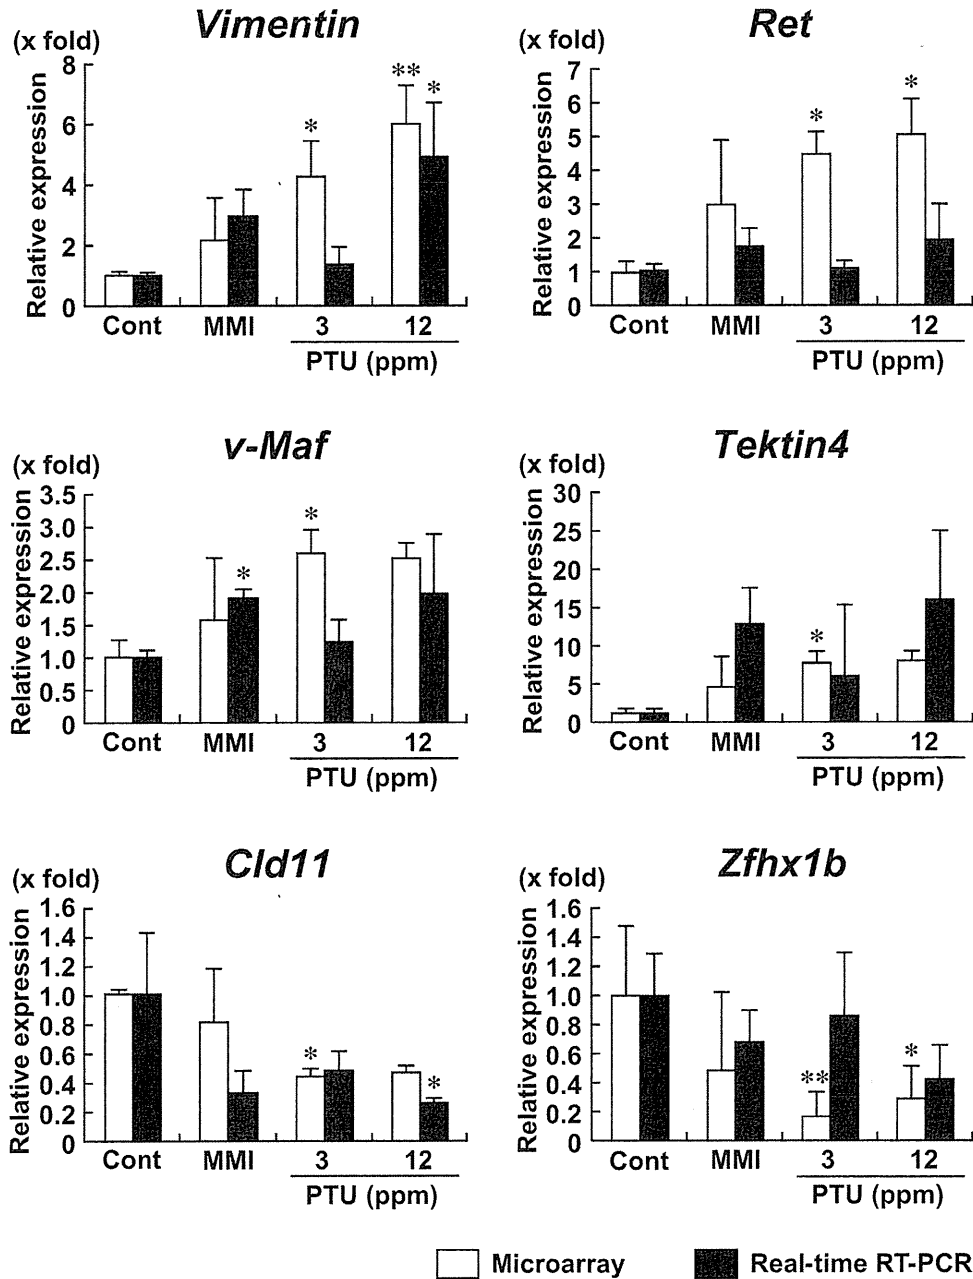 Vimentin
(x fold)
Relative expression
8
6
4
2
0
* ** *
Cont MMI 3 12
PTU (ppm)
Ret
(x fold)
Relative expression
7
6
5
4
3
2
1
0
* *
Cont MMI 3 12
PTU (ppm)
v-Maf
(x fold)
Relative expression
3.5
3.0
2.5
2.0
1.5
1.0
0.5
0
* *
Cont MMI 3 12
PTU (ppm)
Tektin4
(x fold)
Relative expression
30
25
20
15
10
5
0
*
Cont MMI 3 12
PTU (ppm)
Cld11
(x fold)
Relative expression
1.6
1.4
1.2
1.0
0.8
0.6
0.4
0.2
0
* *
Cont MMI 3 12
PTU (ppm)
Zfhx1b
(x fold)
Relative expression
1.6
1.4
1.2
1.0
0.8
0.6
0.4
0.2
0
** *
Cont MMI 3 12
PTU (ppm)
Microarray Real-time RT-PCR